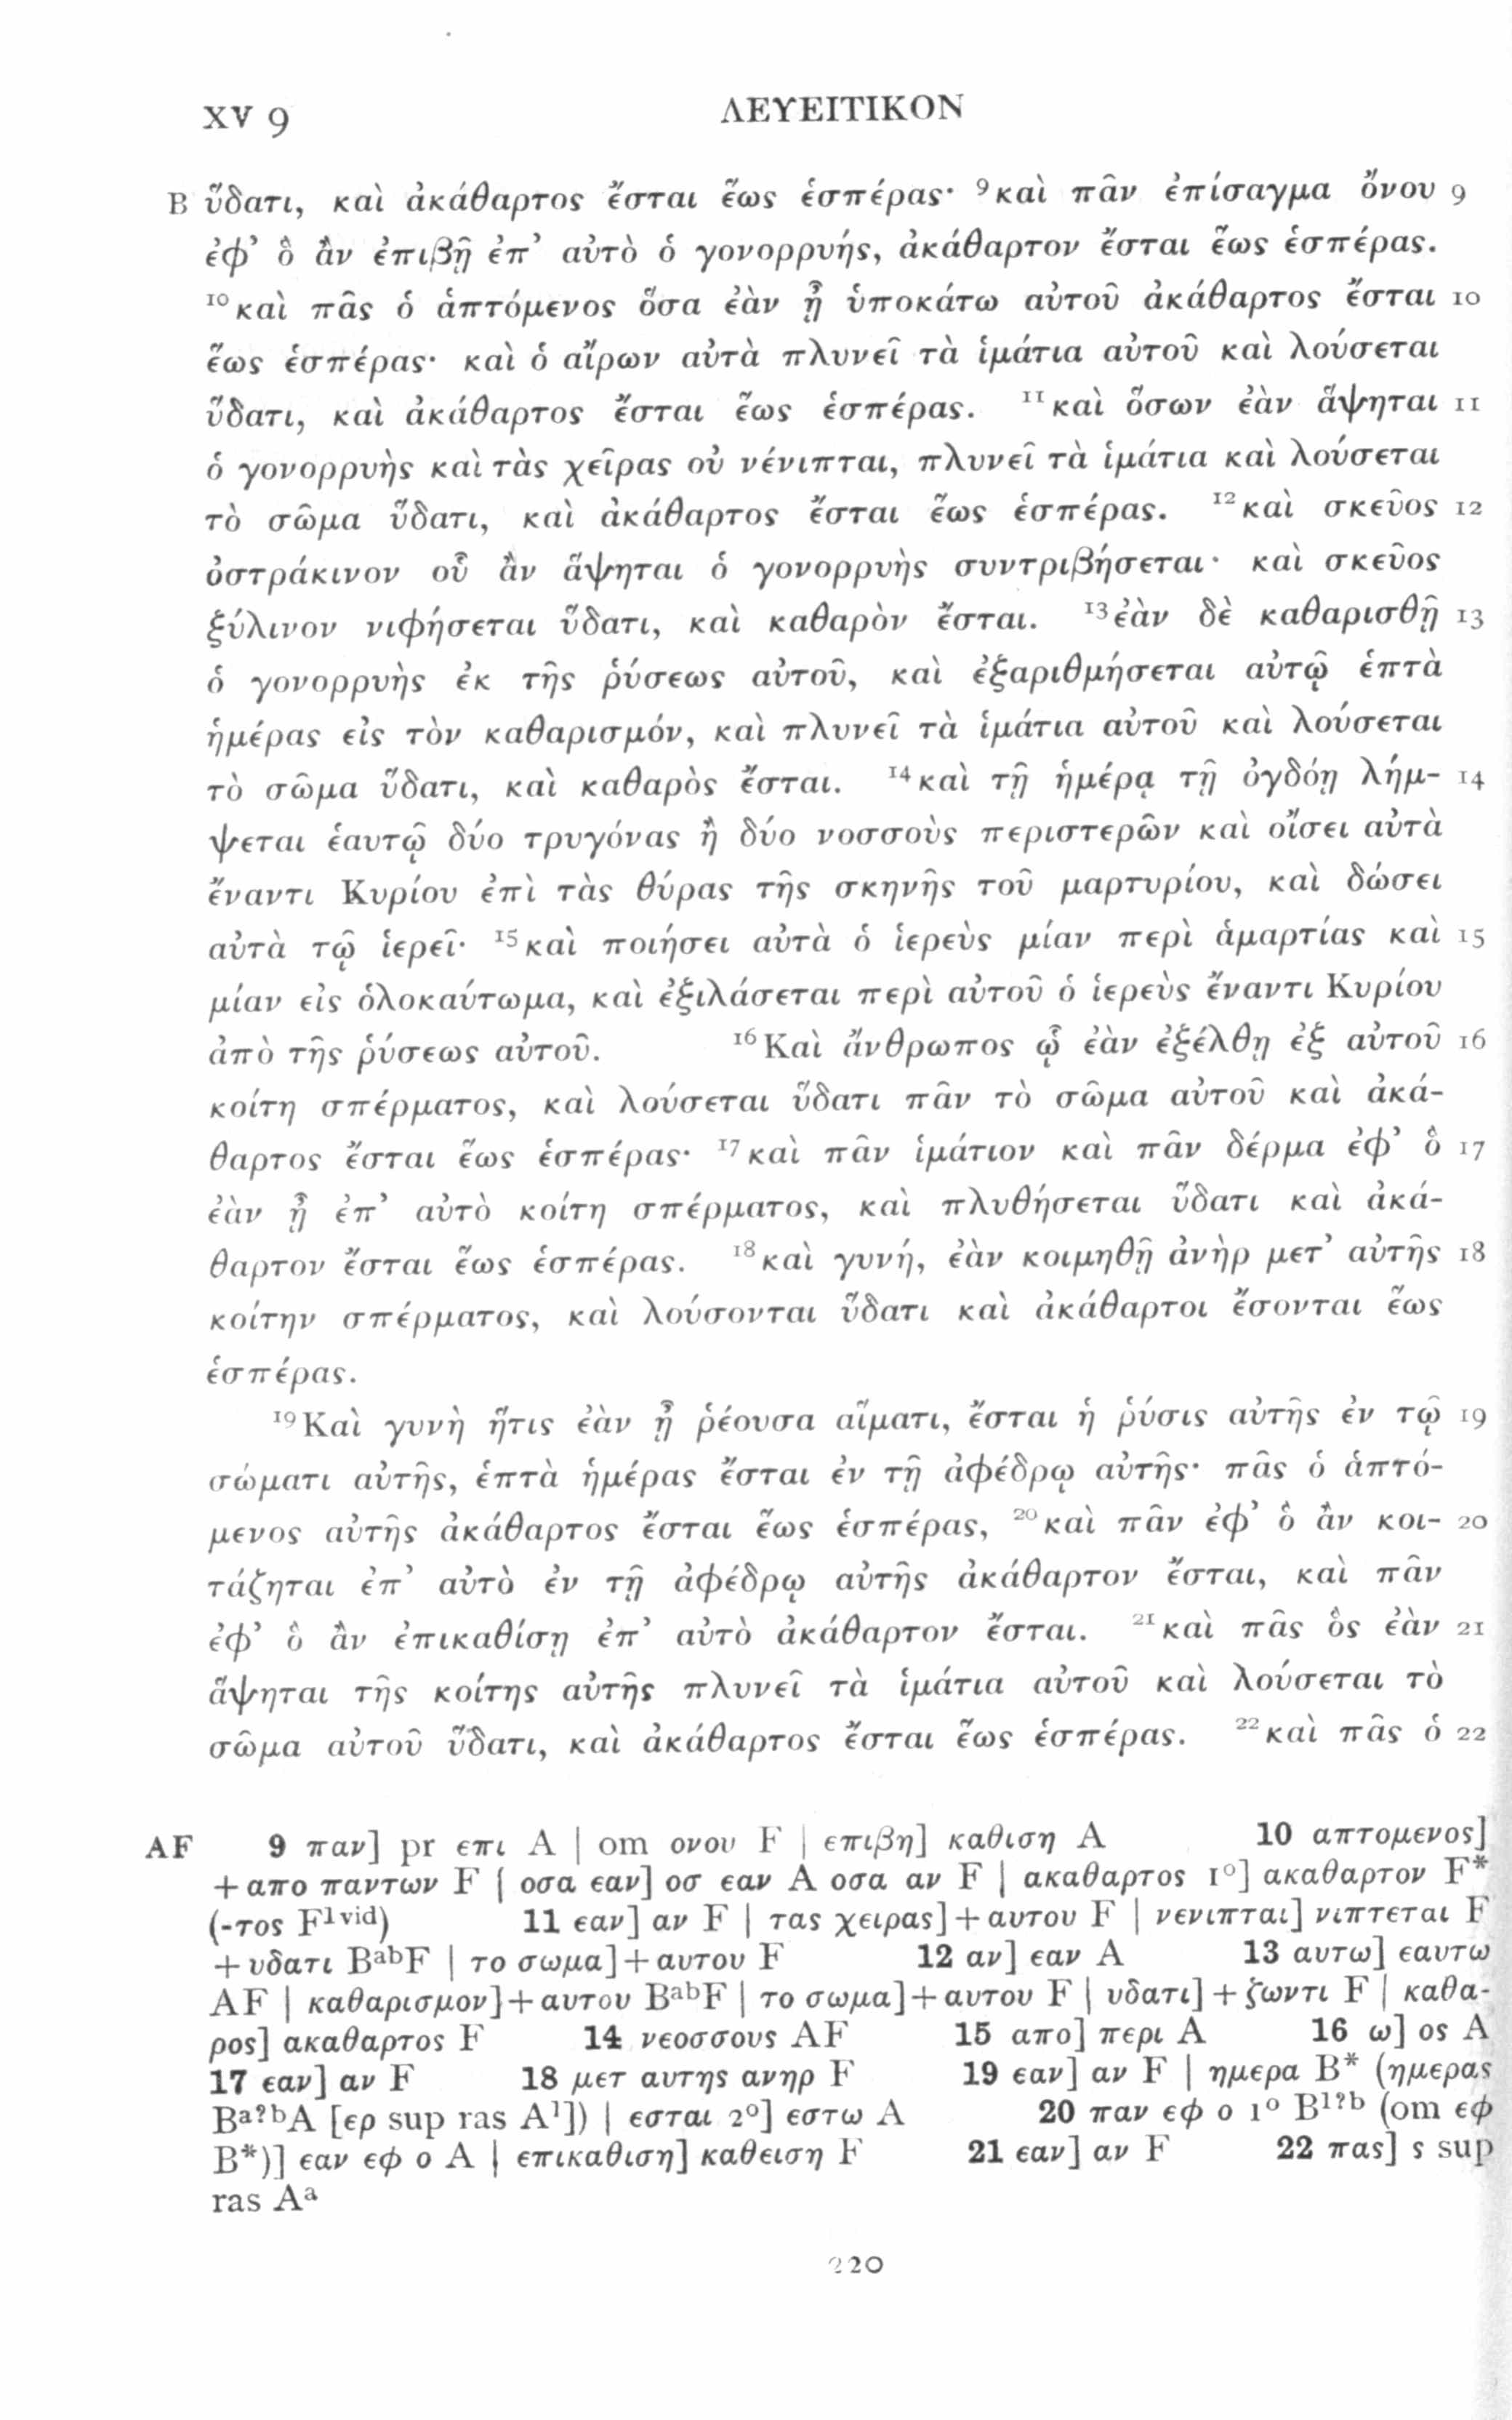 XV 9 ΛΕΥΕΙΤΙΚΟΝ
B ὕδατι, καὶ ἀκάθαρτος ἔσται ἕως ἑσπέρας· ⁹καὶ πᾶν ἐπίσαγμα ὄνου 9
ἐφ’ ὃ ἂν ἐπιβῇ ἐπ’ αὐτὸ ὁ γονορρυής, ἀκάθαρτον ἔσται ἕως ἑσπέρας.
¹⁰καὶ πᾶς ὁ ἁπτόμενος ὅσα ἐὰν ᾖ ὑποκάτω αὐτοῦ ἀκάθαρτος ἔσται 10
ἕως ἑσπέρας· καὶ ὁ αἴρων αὐτὰ πλυνεῖ τὰ ἱμάτια αὐτοῦ καὶ λούσεται
ὕδατι, καὶ ἀκάθαρτος ἔσται ἕως ἑσπέρας. ¹¹καὶ ὅσων ἐὰν ἅψηται 11
ὁ γονορρυὴς καὶ τὰς χεῖρας οὐ νένιπται, πλυνεῖ τὰ ἱμάτια καὶ λούσεται
τὸ σῶμα ὕδατι, καὶ ἀκάθαρτος ἔσται ἕως ἑσπέρας. ¹²καὶ σκεῦος 12
ὀστράκινον οὗ ἂν ἅψηται ὁ γονορρυὴς συντριβήσεται· καὶ σκεῦος
ξύλινον νιφήσεται ὕδατι, καὶ καθαρὸν ἔσται. ¹³ἐὰν δὲ καθαρισθῇ 13
ὁ γονορρυὴς ἐκ τῆς ῥύσεως αὐτοῦ, καὶ ἐξαριθμήσεται αὐτῷ ἑπτὰ
ἡμέρας εἰς τὸν καθαρισμόν, καὶ πλυνεῖ τὰ ἱμάτια αὐτοῦ καὶ λούσεται
τὸ σῶμα ὕδατι, καὶ καθαρὸς ἔσται. ¹⁴καὶ τῇ ἡμέρᾳ τῇ ὀγδόῃ λήμ- 14
ψεται ἑαυτῷ δύο τρυγόνας ἢ δύο νοσσοὺς περιστερῶν καὶ οἴσει αὐτὰ
ἔναντι Κυρίου ἐπὶ τὰς θύρας τῆς σκηνῆς τοῦ μαρτυρίου, καὶ δώσει
αὐτὰ τῷ ἱερεῖ· ¹⁵καὶ ποιήσει αὐτὰ ὁ ἱερεὺς μίαν περὶ ἁμαρτίας καὶ 15
μίαν εἰς ὁλοκαύτωμα, καὶ ἐξιλάσεται περὶ αὐτοῦ ὁ ἱερεὺς ἔναντι Κυρίου
ἀπὸ τῆς ῥύσεως αὐτοῦ. ¹⁶Καὶ ἄνθρωπος ᾧ ἐὰν ἐξέλθῃ ἐξ αὐτοῦ 16
κοίτη σπέρματος, καὶ λούσεται ὕδατι πᾶν τὸ σῶμα αὐτοῦ καὶ ἀκά-
θαρτος ἔσται ἕως ἑσπέρας· ¹⁷καὶ πᾶν ἱμάτιον καὶ πᾶν δέρμα ἐφ’ ὃ 17
ἐὰν ᾖ ἐπ’ αὐτὸ κοίτη σπέρματος, καὶ πλυθήσεται ὕδατι καὶ ἀκά-
θαρτον ἔσται ἕως ἑσπέρας. ¹⁸καὶ γυνή, ἐὰν κοιμηθῇ ἀνὴρ μετ’ αὐτῆς 18
κοίτην σπέρματος, καὶ λούσονται ὕδατι καὶ ἀκάθαρτοι ἔσονται ἕως
ἑσπέρας.
¹⁹Καὶ γυνὴ ἥτις ἐὰν ᾖ ῥέουσα αἵματι, ἔσται ἡ ῥύσις αὐτῆς ἐν τῷ 19
σώματι αὐτῆς, ἑπτὰ ἡμέρας ἔσται ἐν τῇ ἀφέδρῳ αὐτῆς· πᾶς ὁ ἁπτό-
μενος αὐτῆς ἀκάθαρτος ἔσται ἕως ἑσπέρας, ²⁰καὶ πᾶν ἐφ’ ὃ ἂν κοι- 20
τάζηται ἐπ’ αὐτὸ ἐν τῇ ἀφέδρῳ αὐτῆς ἀκάθαρτον ἔσται, καὶ πᾶν
ἐφ’ ὃ ἂν ἐπικαθίσῃ ἐπ’ αὐτὸ ἀκάθαρτον ἔσται. ²¹καὶ πᾶς ὃς ἐὰν 21
ἅψηται τῆς κοίτης αὐτῆς πλυνεῖ τὰ ἱμάτια αὐτοῦ καὶ λούσεται τὸ
σῶμα αὐτοῦ ὕδατι, καὶ ἀκάθαρτος ἔσται ἕως ἑσπέρας. ²²καὶ πᾶς ὁ 22
AF 9 παν] pr επι A | om ονου F | επιβη] καθιση A 10 απτομενος]
+απο παντων F | οσα εαν] οσ εαν A οσα αν F | ακαθαρτος 1⁰] ακαθαρτον F*
(-τος F¹ᵛⁱᵈ) 11 εαν] αν F | τας χειρας]+αυτου F | νενιπται] νιπτεται F
+υδατι BᵃᵇF | το σωμα]+αυτου F 12 αν] εαν A 13 αυτω] εαυτω
AF | καθαρισμον]+αυτου BᵃᵇF | το σωμα]+αυτου F | υδατι]+ζωντι F | καθα-
ρος] ακαθαρτος F 14 νεοσσους AF 15 απο] περι A 16 ω] ος A
17 εαν] αν F 18 μετ αυτης ανηρ F 19 εαν] αν F | ημερα B* (ημερας
Bᵃ?ᵇA [ερ sup ras A¹]) | εσται 2⁰] εστω A 20 παν εφ ο 1⁰ B¹?ᵇ (om εφ
B*)] εαν εφ ο A | επικαθιση] καθειση F 21 εαν] αν F 22 πας] ς sup
ras Aᵃ
220